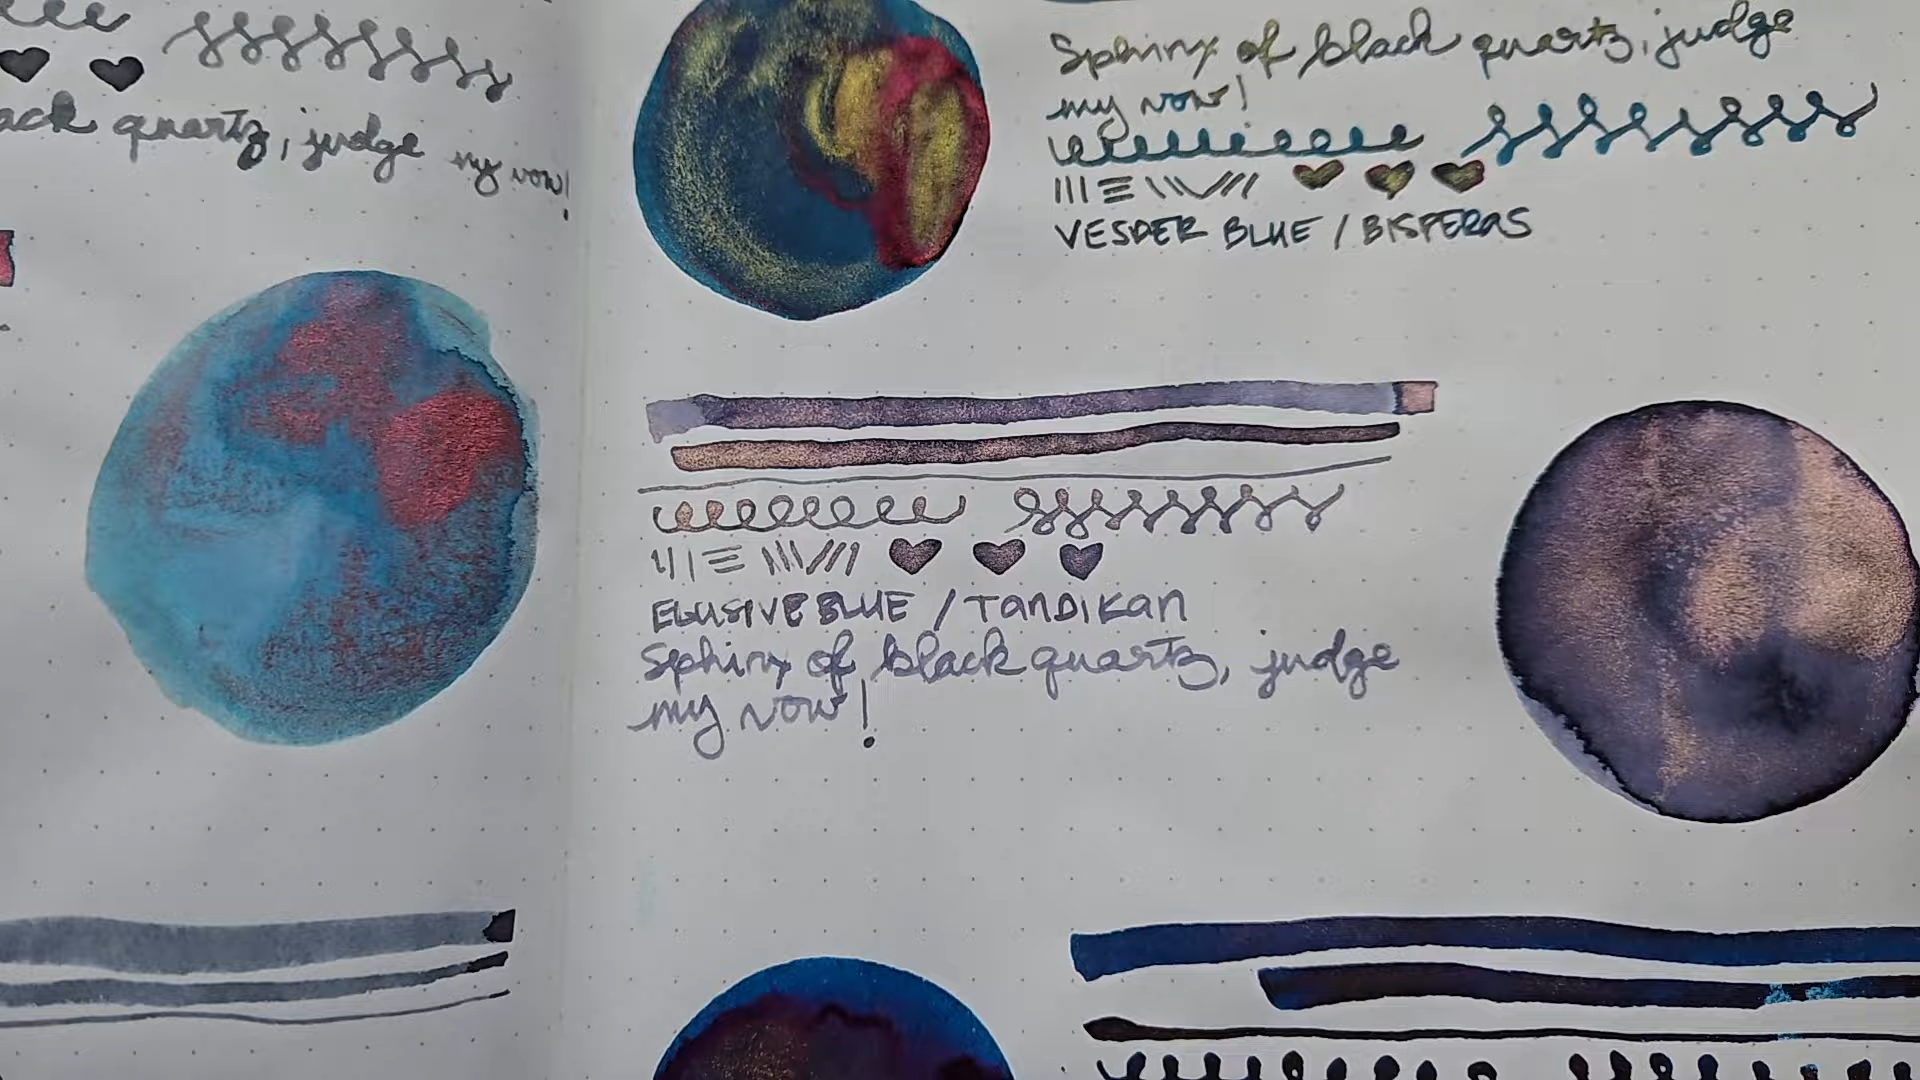 ack quartz, judge my vow!
Sphinx of black quartz, judge
my vow!
VESPER BLUE / BISPERAS
ELUSIVE BLUE / TANDIKAN
Sphinx of black quartz, judge
my vow!